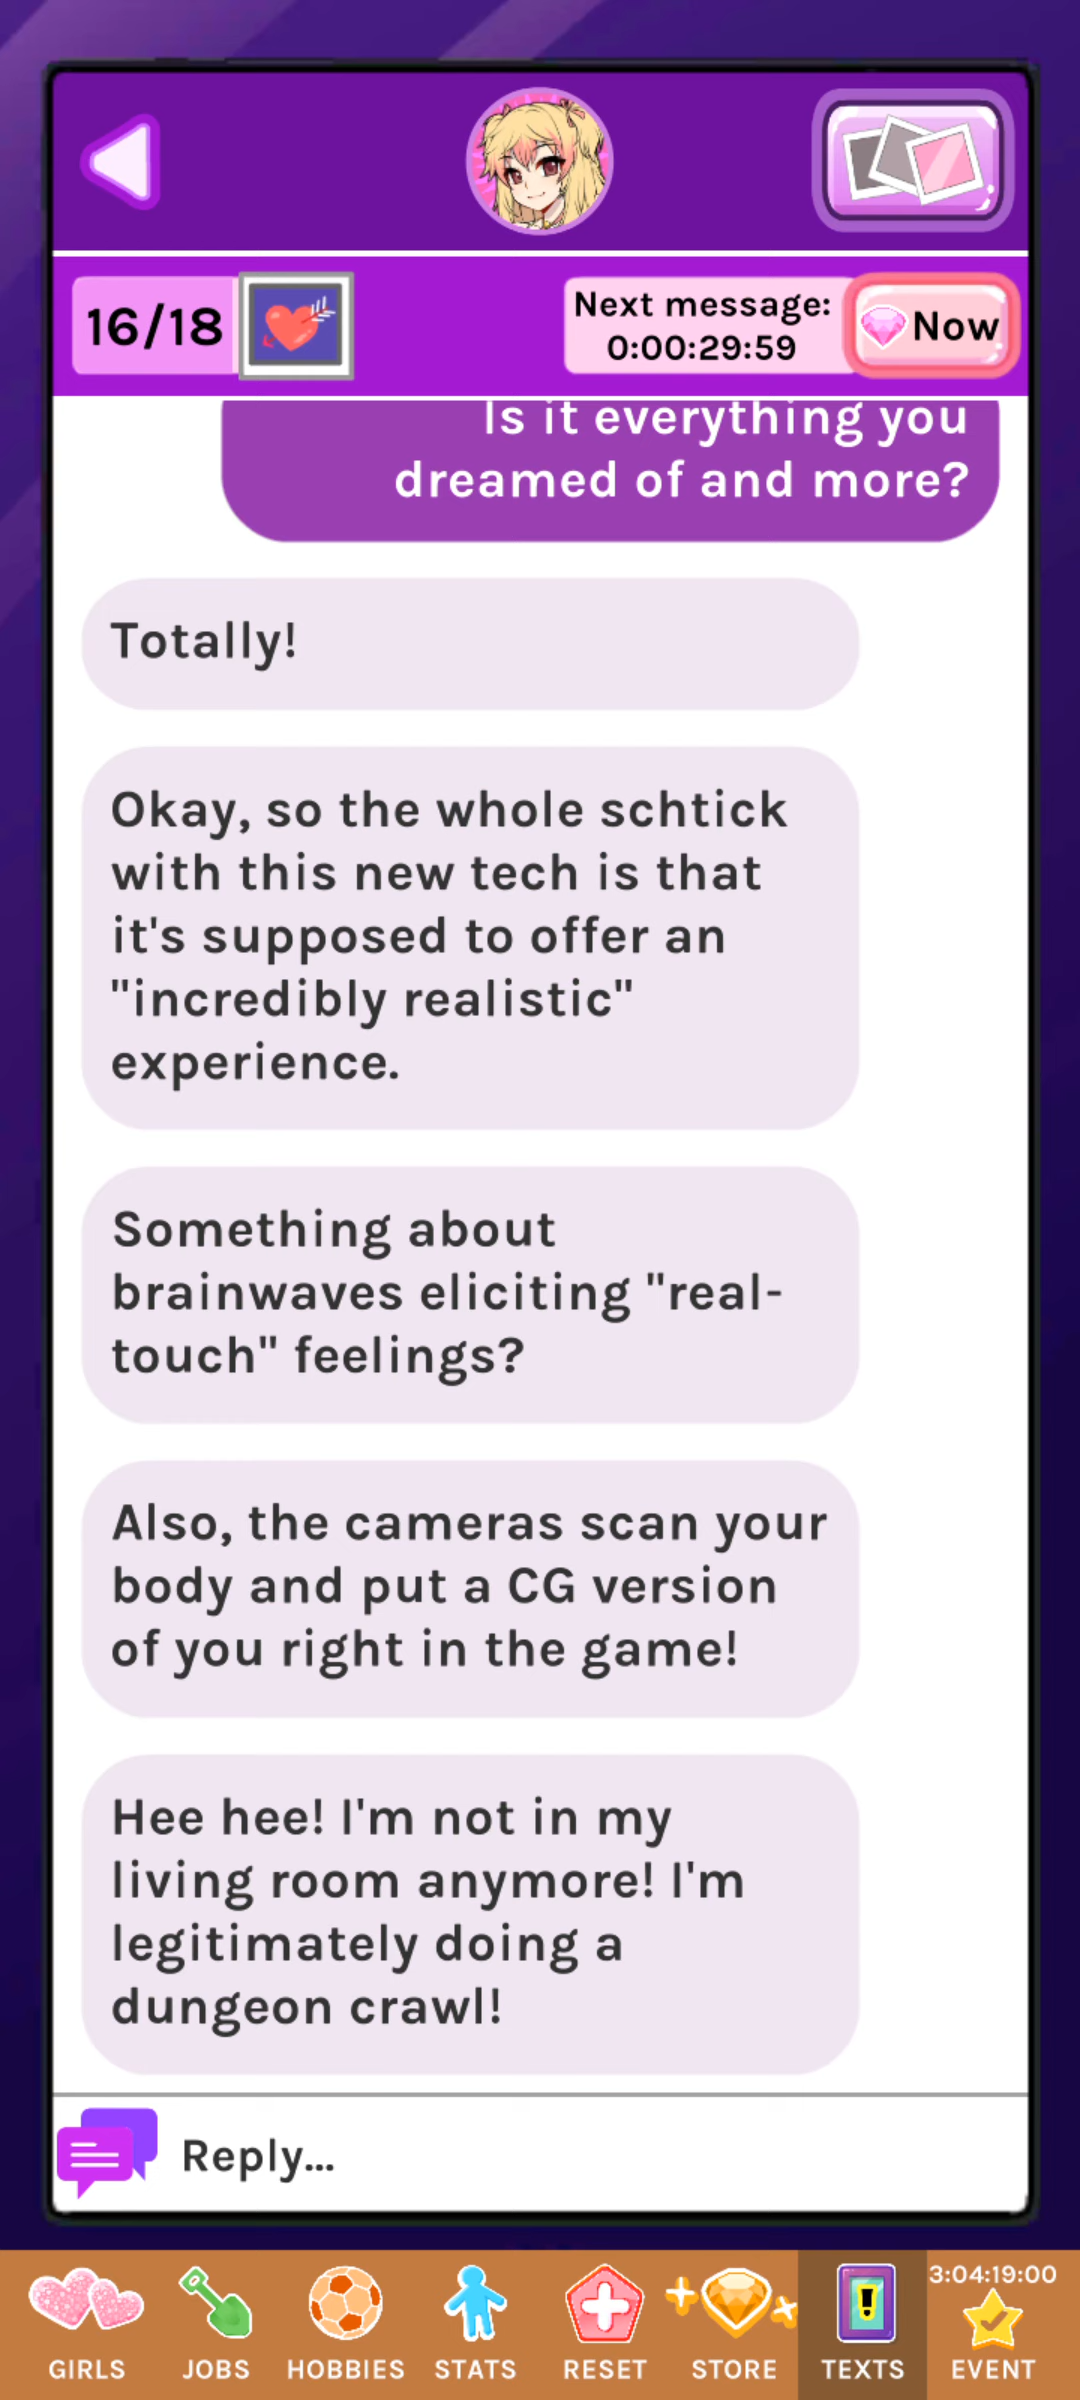 16/18
Next message:
0:00:29:59
Now
Is it everything you
dreamed of and more?
Totally!
Okay, so the whole schtick
with this new tech is that
it's supposed to offer an
"incredibly realistic"
experience.
Something about
brainwaves eliciting "real-
touch" feelings?
Also, the cameras scan your
body and put a CG version
of you right in the game!
Hee hee! I'm not in my
living room anymore! I'm
legitimately doing a
dungeon crawl!
Reply...
3:04:19:00
GIRLS
JOBS
HOBBIES
STATS
RESET
STORE
TEXTS
EVENT